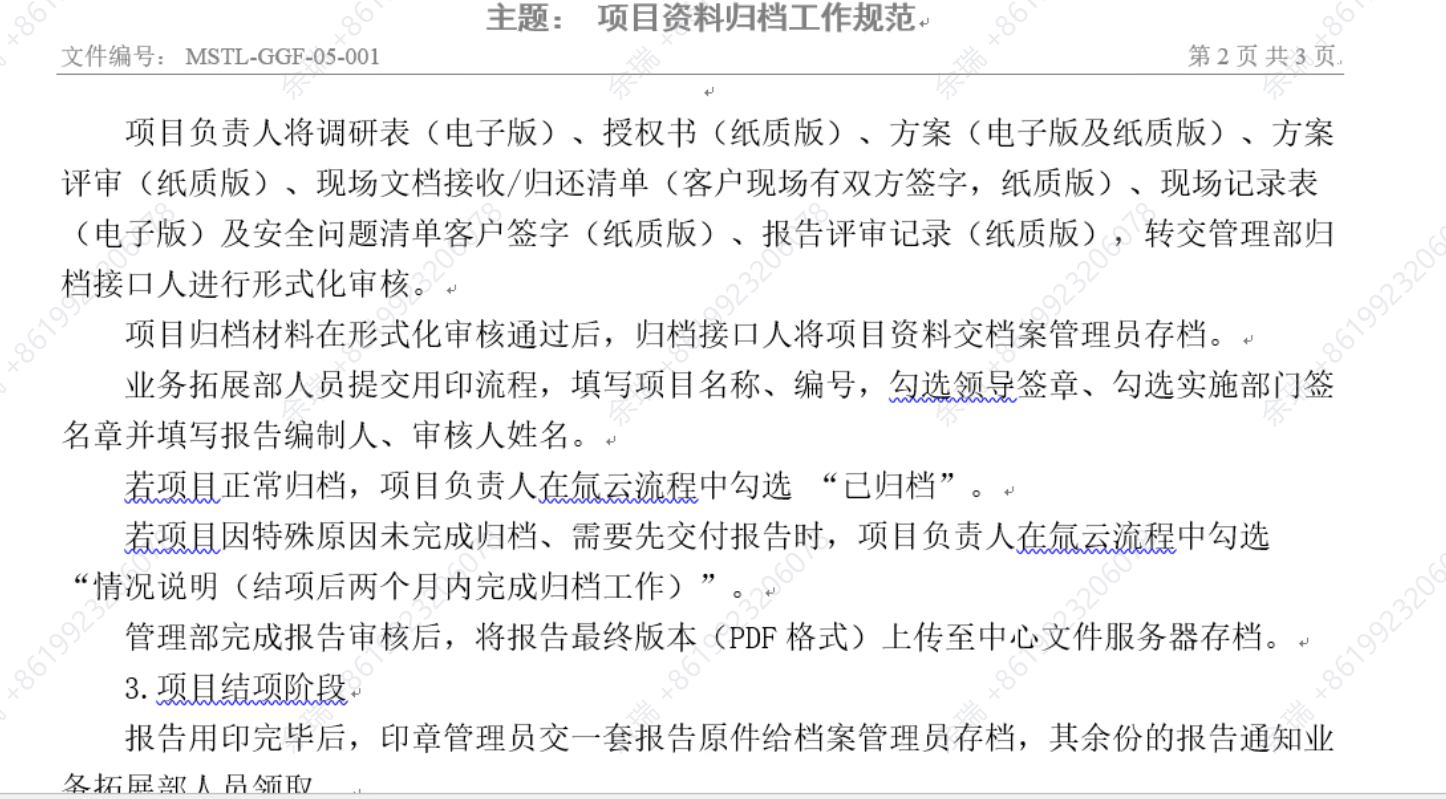 主题： 项目资料归档工作规范
文件编号： MSTL-GGF-05-001 第 2 页 共 3 页
项目负责人将调研表（电子版）、授权书（纸质版）、方案（电子版及纸质版）、方案
评审（纸质版）、现场文档接收/归还清单（客户现场有双方签字，纸质版）、现场记录表
（电子版）及安全问题清单客户签字（纸质版）、报告评审记录（纸质版），转交管理部归
档接口人进行形式化审核。
项目归档材料在形式化审核通过后，归档接口人将项目资料交档案管理员存档。
业务拓展部人员提交用印流程，填写项目名称、编号，勾选领导签章、勾选实施部门签
名章并填写报告编制人、审核人姓名。
若项目正常归档，项目负责人在氚云流程中勾选 “已归档”。
若项目因特殊原因未完成归档、需要先交付报告时，项目负责人在氚云流程中勾选
“情况说明（结项后两个月内完成归档工作）”。
管理部完成报告审核后，将报告最终版本（PDF 格式）上传至中心文件服务器存档。
3.项目结项阶段
报告用印完毕后，印章管理员交一套报告原件给档案管理员存档，其余份的报告通知业
务拓展部人员领取
余瑞 +8619923206078